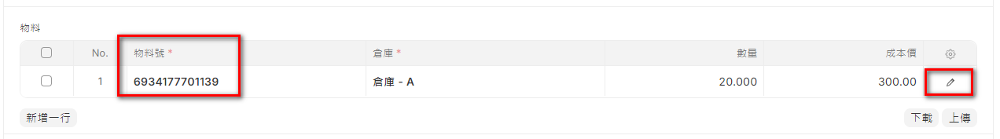 物料
No. 物料號 * 倉庫 * 數量 成本價
1 6934177701139 倉庫 - A 20.000 300.00
新增一行 下載 上傳